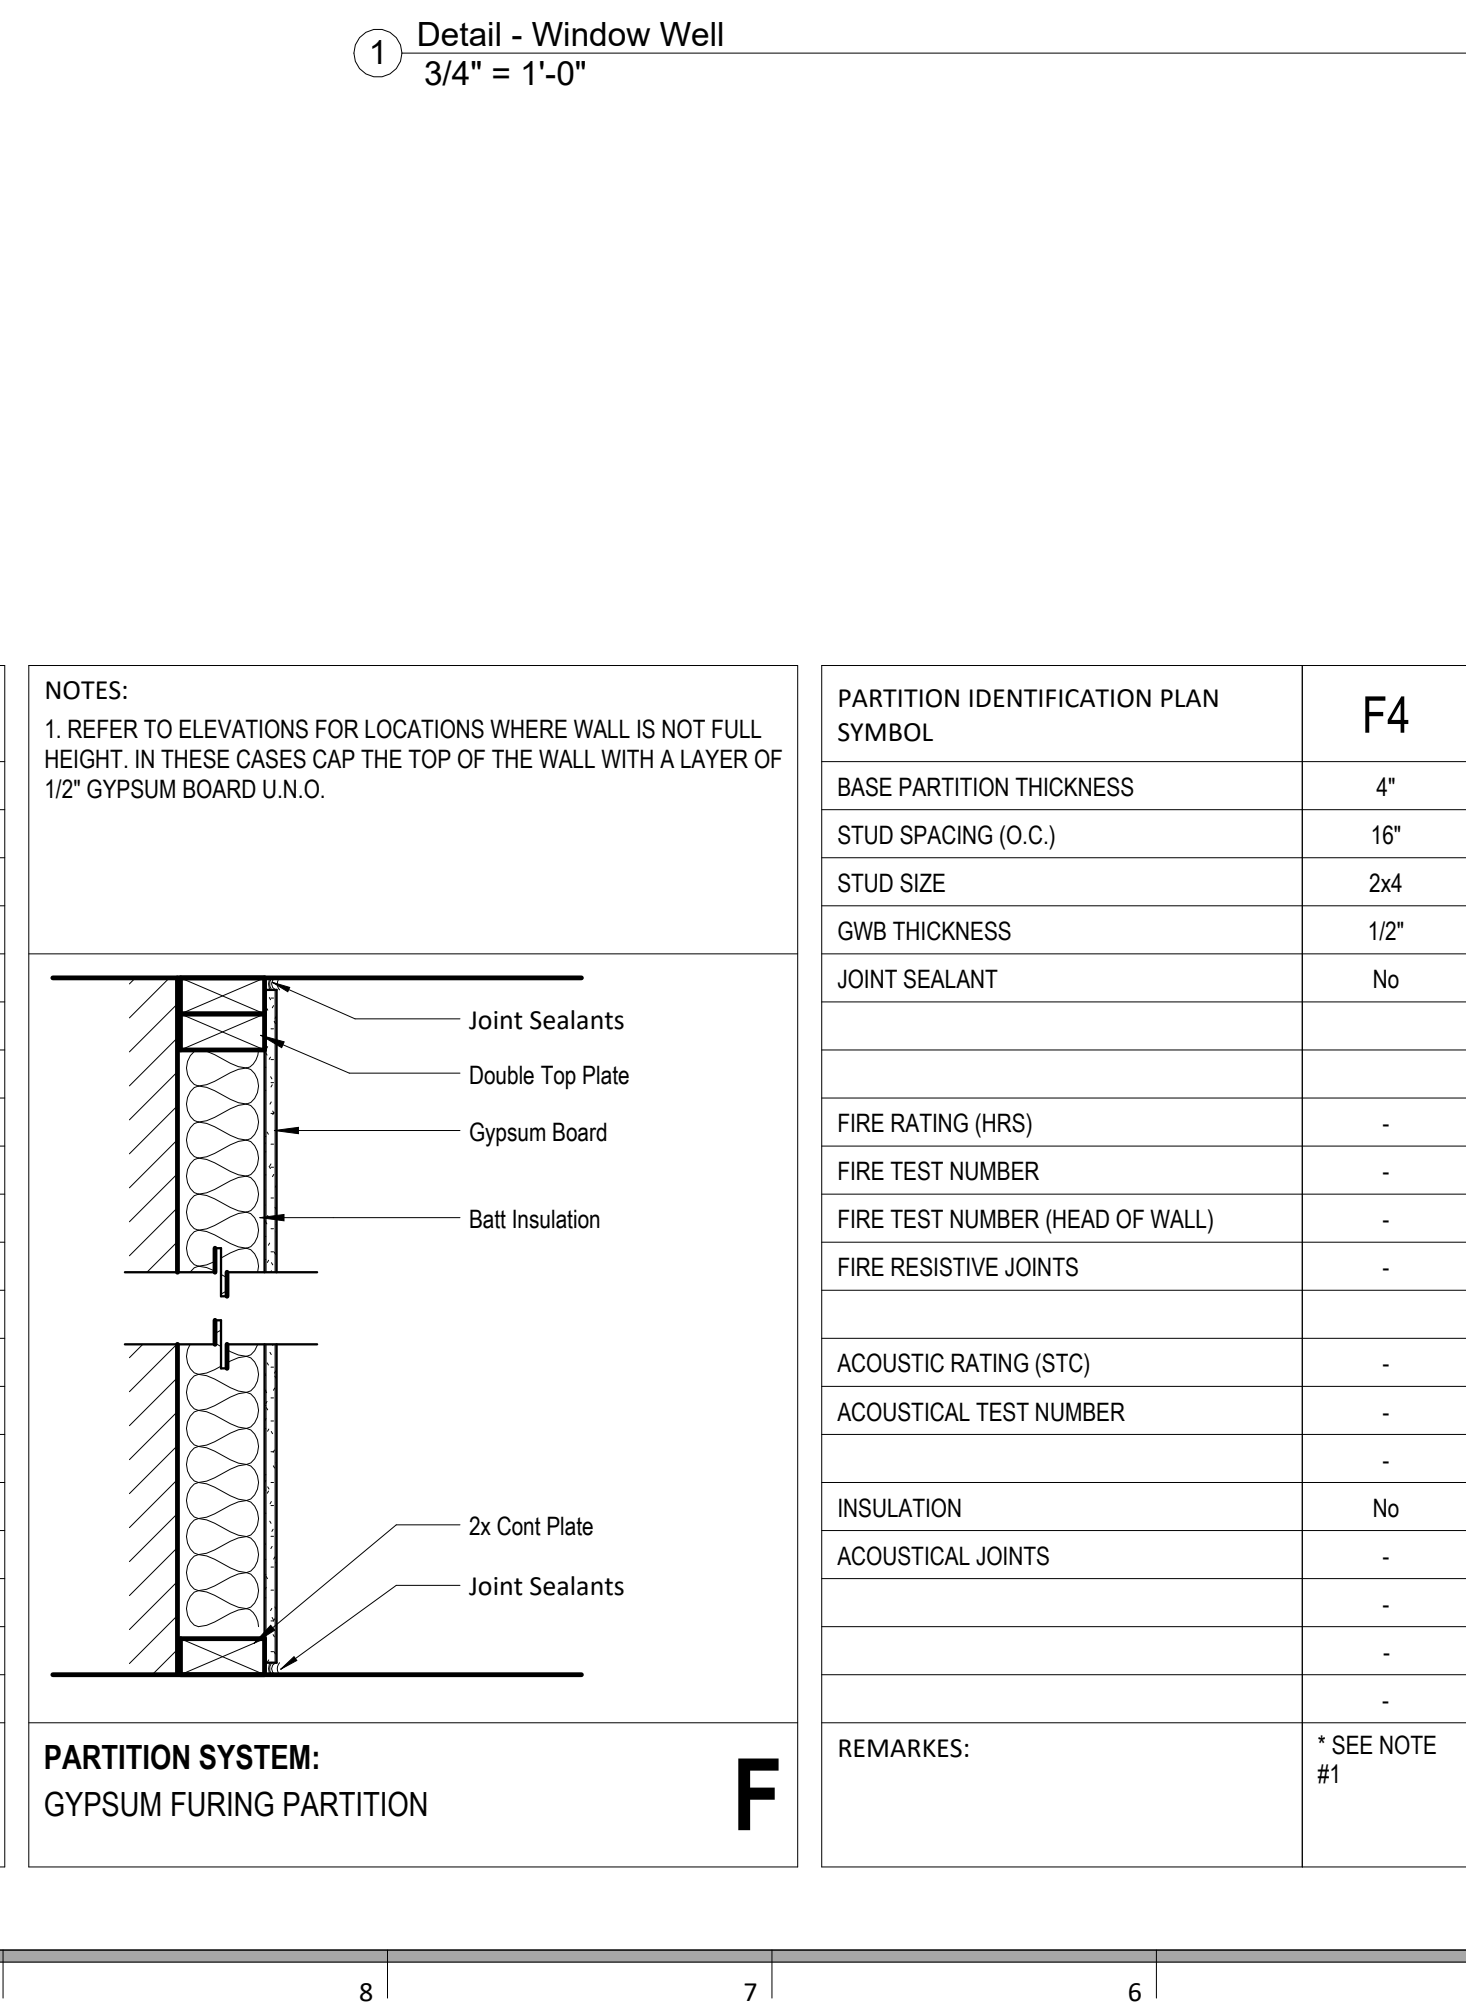 1
Detail - Window Well
3/4" = 1'-0"
NOTES:
1. REFER TO ELEVATIONS FOR LOCATIONS WHERE WALL IS NOT FULL
HEIGHT. IN THESE CASES CAP THE TOP OF THE WALL WITH A LAYER OF
1/2" GYPSUM BOARD U.N.O.
Joint Sealants
Double Top Plate
Gypsum Board
Batt Insulation
2x Cont Plate
Joint Sealants
PARTITION SYSTEM:
GYPSUM FURING PARTITION
F
PARTITION IDENTIFICATION PLAN
SYMBOL
F4
BASE PARTITION THICKNESS 4"
STUD SPACING (O.C.) 16"
STUD SIZE 2x4
GWB THICKNESS 1/2"
JOINT SEALANT No
FIRE RATING (HRS) -
FIRE TEST NUMBER -
FIRE TEST NUMBER (HEAD OF WALL) -
FIRE RESISTIVE JOINTS -
ACOUSTIC RATING (STC) -
ACOUSTICAL TEST NUMBER -
-
INSULATION No
ACOUSTICAL JOINTS -
-
-
-
REMARKES: * SEE NOTE
#1
8 7 6